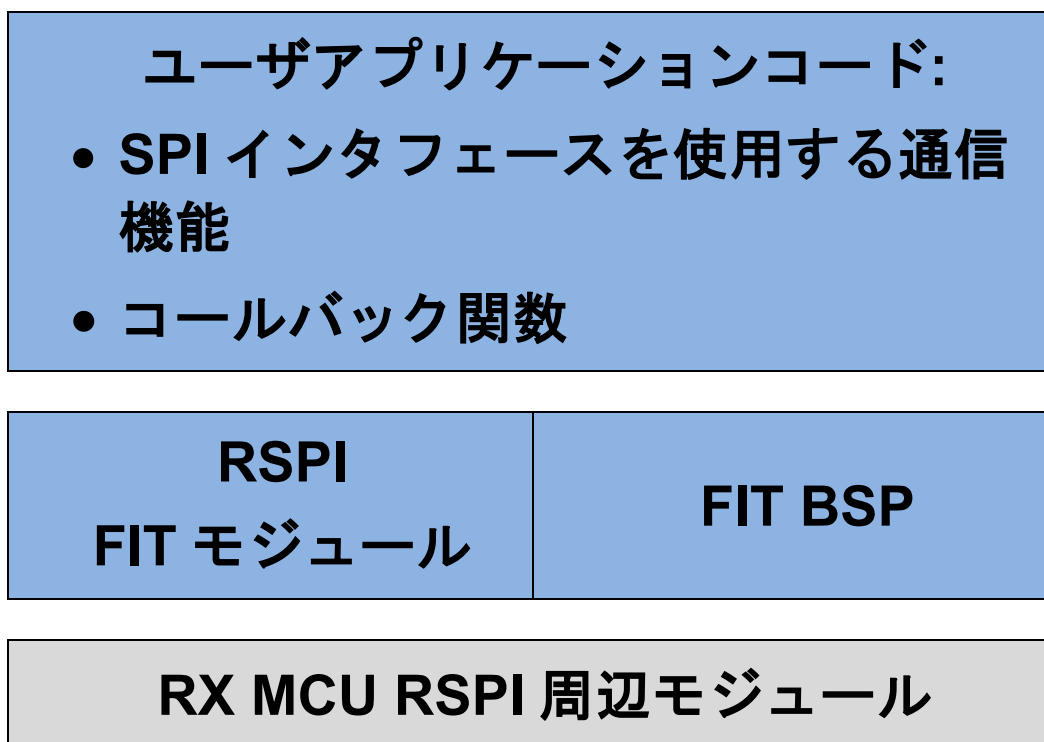 ユーザアプリケーションコード:
• SPI インタフェースを使用する通信
機能
• コールバック関数
RSPI
FIT モジュール
FIT BSP
RX MCU RSPI 周辺モジュール